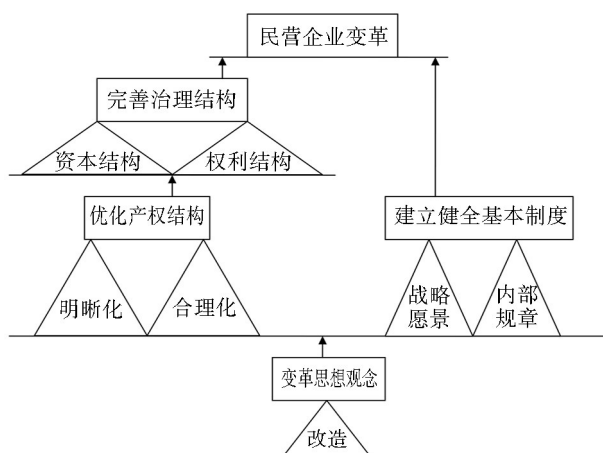 民营企业变革
完善治理结构
资本结构
权利结构
优化产权结构
建立健全基本制度
明晰化
合理化
战略
愿景
内部
规章
变革思想观念
改造